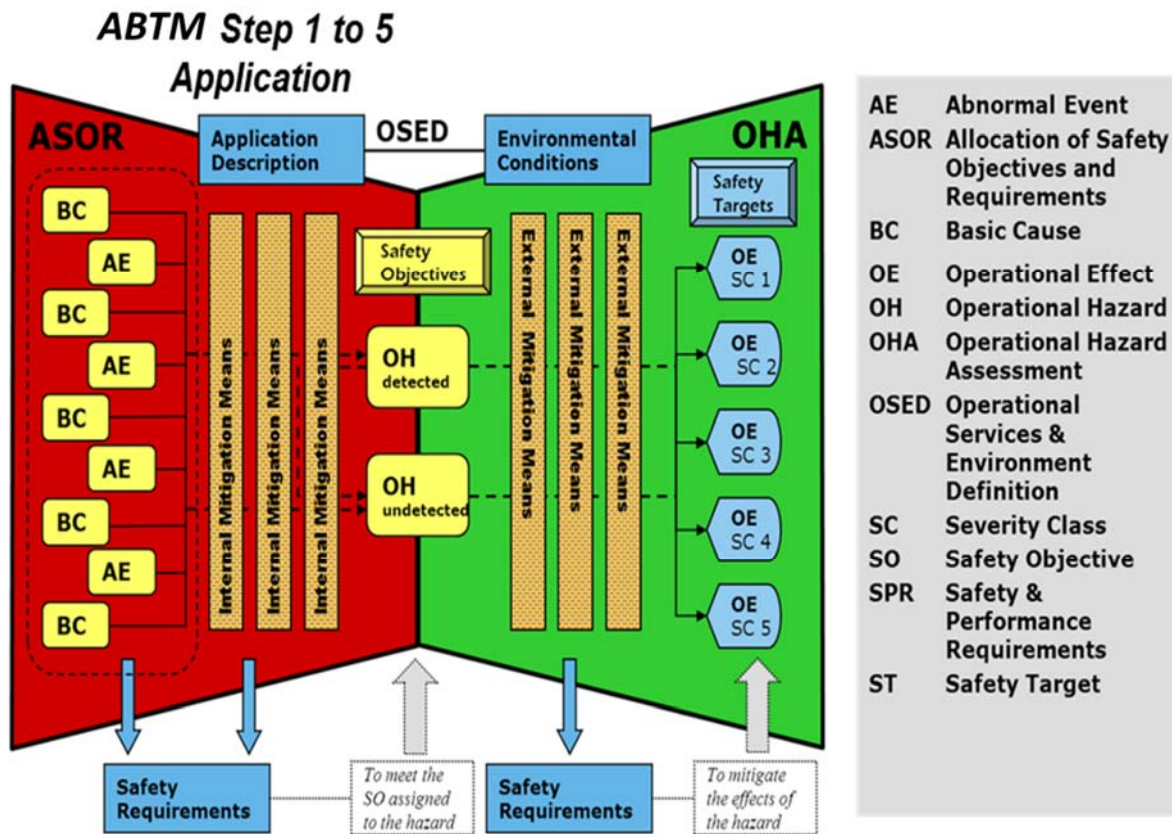 ABTM Step 1 to 5
Application
ASOR
Application
Description
OSED
Environmental
Conditions
OHA
Safety
Targets
Safety
Objectives
BC
AE
BC
AE
BC
AE
BC
AE
BC
Internal Mitigation Means
Internal Mitigation Means
Internal Mitigation Means
OH
detected
OH
undetected
External Mitigation Means
External Mitigation Means
External Mitigation Means
OE
SC 1
OE
SC 2
OE
SC 3
OE
SC 4
OE
SC 5
Safety
Requirements
To meet the
SO assigned
to the hazard
Safety
Requirements
To mitigate
the effects of
the hazard
AE Abnormal Event
ASOR Allocation of Safety
Objectives and
Requirements
BC Basic Cause
OE Operational Effect
OH Operational Hazard
OHA Operational Hazard
Assessment
OSED Operational
Services &
Environment
Definition
SC Severity Class
SO Safety Objective
SPR Safety &
Performance
Requirements
ST Safety Target